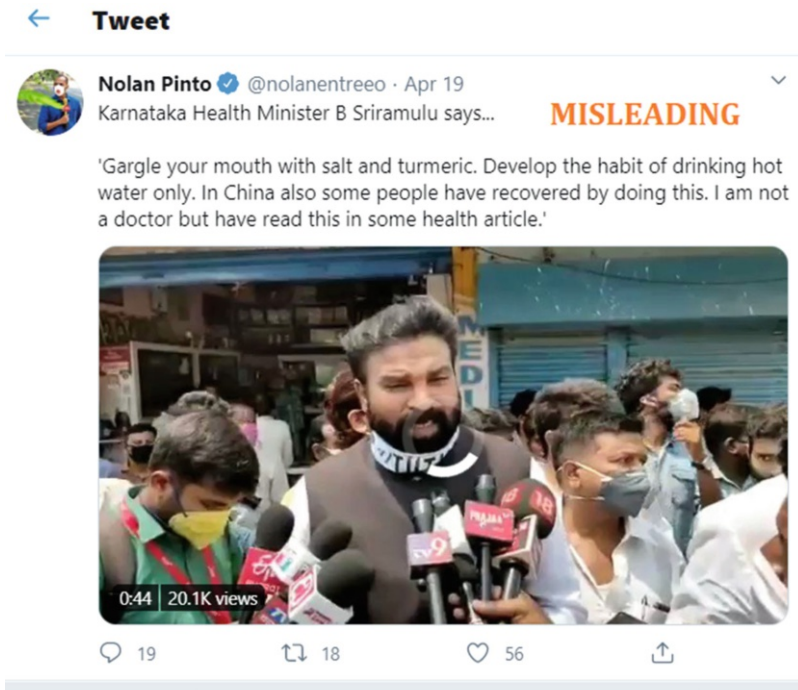 Tweet
Nolan Pinto @nolanentreeo · Apr 19
Karnataka Health Minister B Sriramulu says...
MISLEADING
'Gargle your mouth with salt and turmeric. Develop the habit of drinking hot
water only. In China also some people have recovered by doing this. I am not
a doctor but have read this in some health article.'
MEDI
tv9
PRAJAA
18
0:44 20.1K views
19 18 56